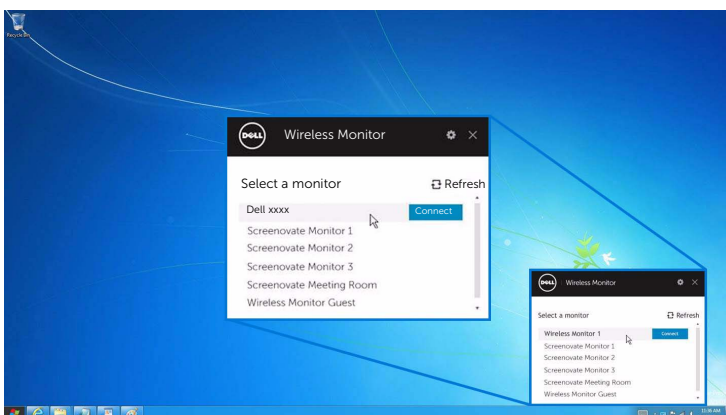 Recycle Bin
DELL
Wireless Monitor
Select a monitor
Refresh
Dell xxxx
Connect
Screenovate Monitor 1
Screenovate Monitor 2
Screenovate Monitor 3
Screenovate Meeting Room
Wireless Monitor Guest
DELL
Wireless Monitor
Select a monitor
Refresh
Wireless Monitor 1
Connect
Screenovate Monitor 1
Screenovate Monitor 2
Screenovate Monitor 3
Screenovate Meeting Room
Wireless Monitor Guest